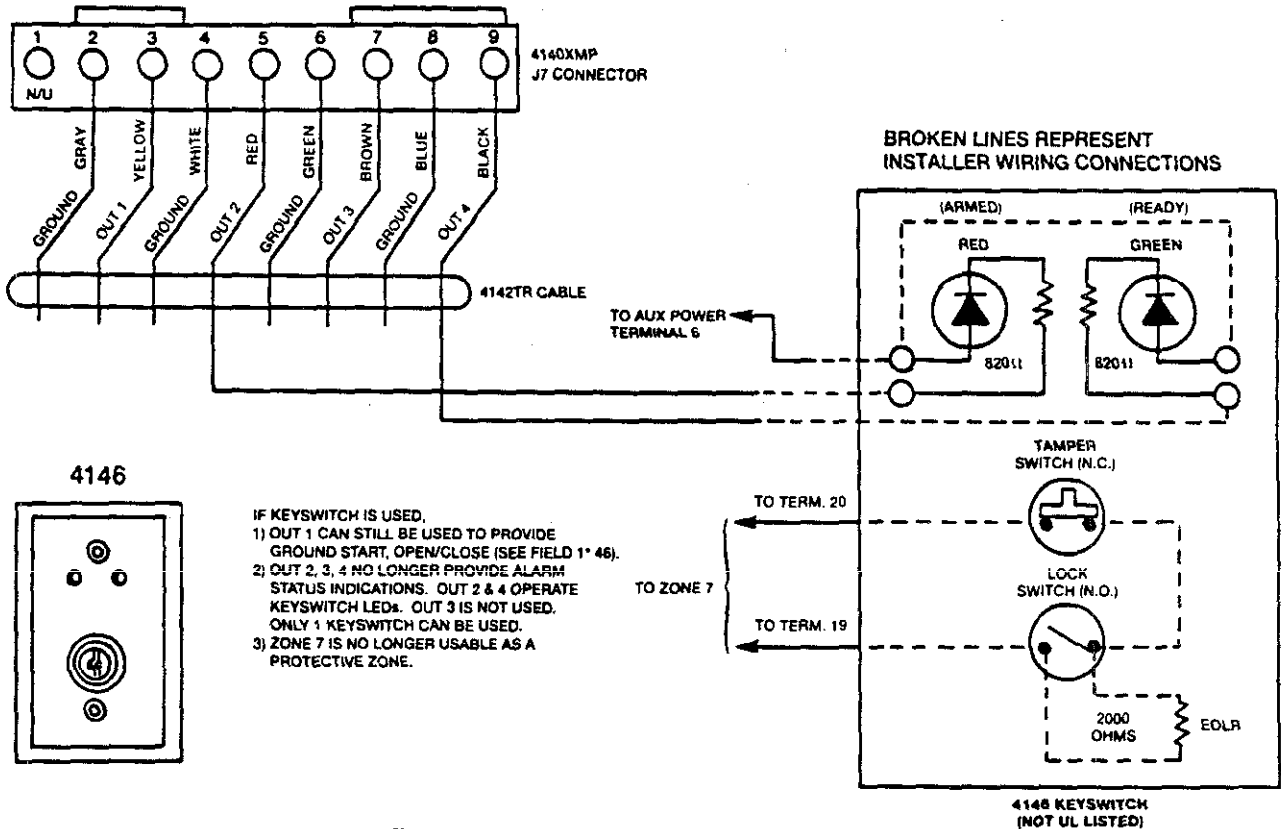 1 2 3 4 5 6 7 8 9
N/U
4140XMP
J7 CONNECTOR
GRAY
YELLOW
WHITE
RED
GREEN
BROWN
BLUE
BLACK
GROUND
OUT 1
GROUND
OUT 2
GROUND
OUT 3
GROUND
OUT 4
4142TR CABLE
BROKEN LINES REPRESENT
INSTALLER WIRING CONNECTIONS
(ARMED)
(READY)
RED
GREEN
TO AUX POWER
TERMINAL 6
820Ω
820Ω
TAMPER
SWITCH (N.C.)
TO TERM. 20
LOCK
SWITCH (N.O.)
TO ZONE 7
TO TERM. 19
2000
OHMS
EOLR
4146 KEYSWITCH
(NOT UL LISTED)
4146
IF KEYSWITCH IS USED,
1) OUT 1 CAN STILL BE USED TO PROVIDE
GROUND START, OPEN/CLOSE (SEE FIELD 1* 46).
2) OUT 2, 3, 4 NO LONGER PROVIDE ALARM
STATUS INDICATIONS. OUT 2 & 4 OPERATE
KEYSWITCH LEDs. OUT 3 IS NOT USED.
ONLY 1 KEYSWITCH CAN BE USED.
3) ZONE 7 IS NO LONGER USABLE AS A
PROTECTIVE ZONE.